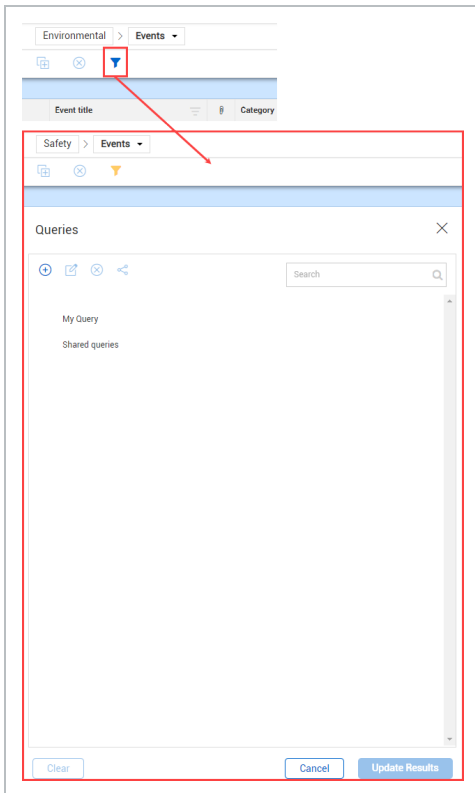 Environmental > Events
Event title Category
Safety > Events
Queries
Search
My Query
Shared queries
Clear Cancel Update Results